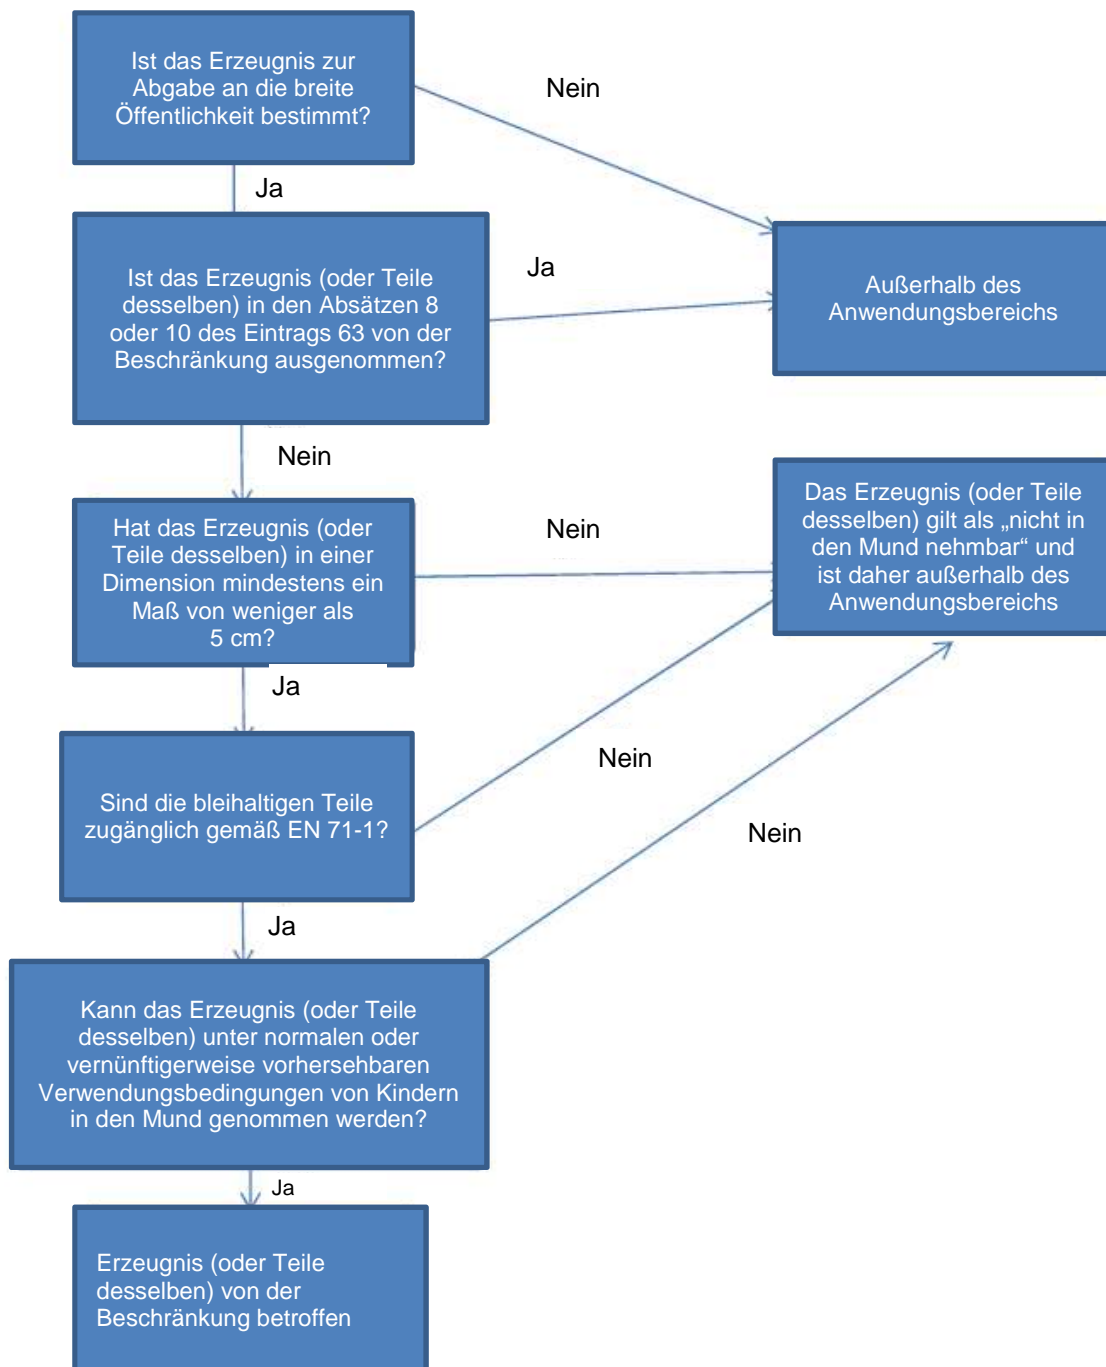 Ist das Erzeugnis zur
Abgabe an die breite
Öffentlichkeit bestimmt?
Nein
Ja
Ist das Erzeugnis (oder Teile
desselben) in den Absätzen 8
oder 10 des Eintrags 63 von der
Beschränkung ausgenommen?
Ja
Außerhalb des
Anwendungsbereichs
Nein
Hat das Erzeugnis (oder
Teile desselben) in einer
Dimension mindestens ein
Maß von weniger als
5 cm?
Nein
Das Erzeugnis (oder Teile
desselben) gilt als „nicht in
den Mund nehmbar“ und
ist daher außerhalb des
Anwendungsbereichs
Ja
Sind die bleihaltigen Teile
zugänglich gemäß EN 71-1?
Nein
Ja
Nein
Kann das Erzeugnis (oder Teile
desselben) unter normalen oder
vernünftigerweise vorhersehbaren
Verwendungsbedingungen von Kindern
in den Mund genommen werden?
Ja
Erzeugnis (oder Teile
desselben) von der
Beschränkung betroffen